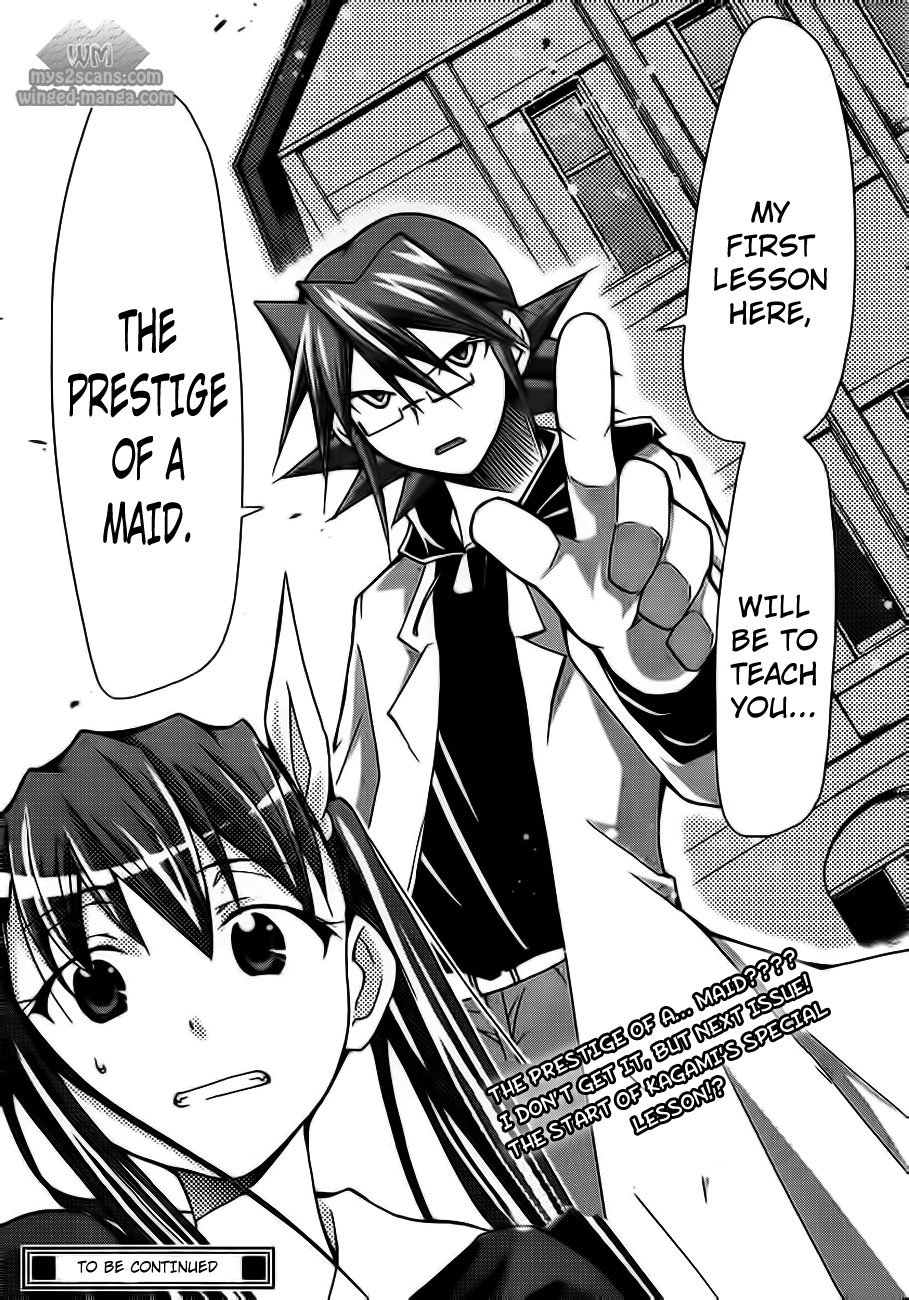 WM
mys2scans.com
winged-manga.com
MY
FIRST
LESSON
HERE,
WILL
BE TO
TEACH
YOU...
THE
PRESTIGE
OF A
MAID.
THE PRESTIGE OF A... MAID????
I DON'T GET IT, BUT NEXT ISSUE!
THE START OF KAGAMI'S SPECIAL
LESSON!?
TO BE CONTINUED